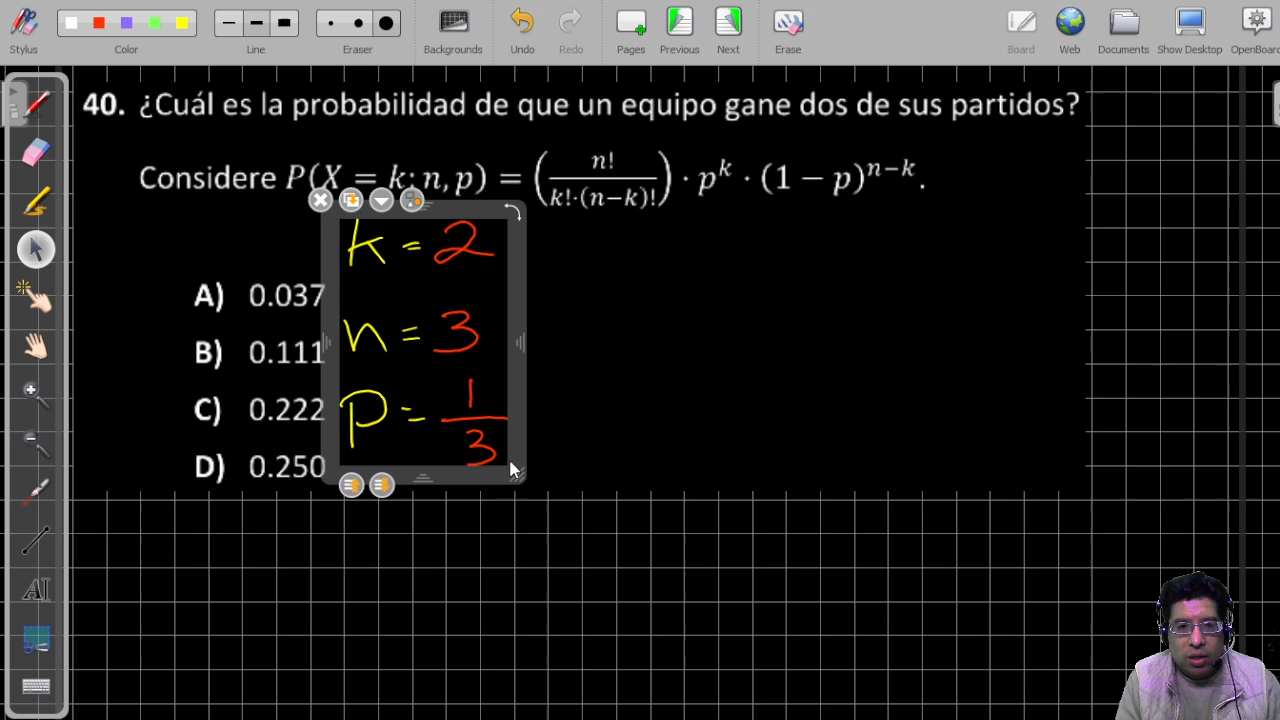 Stylus Color Line Eraser Backgrounds Undo Redo Pages Previous Next Erase Board Web Documents Show Desktop OpenBoard
40. ¿Cuál es la probabilidad de que un equipo gane dos de sus partidos?
Considere P(X = k; n, p) = (n!/k!·(n−k)!) · p^k · (1 − p)^{n−k}.
k = 2
A) 0.037
n = 3
B) 0.111
C) 0.222
P = 1/3
D) 0.250
AI